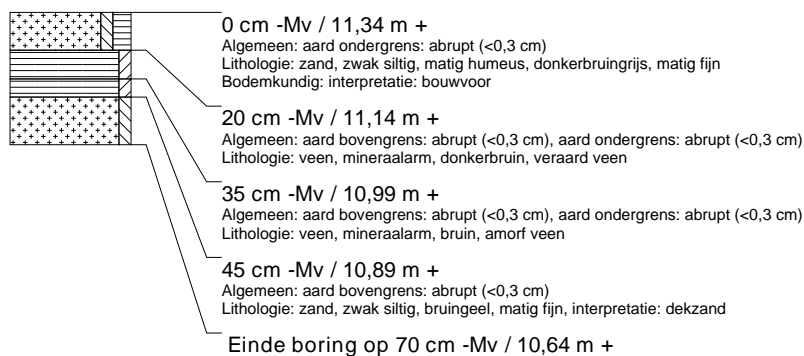 0 cm -Mv / 11,34 m +
Algemeen: aard ondergrens: abrupt (<0,3 cm)
Lithologie: zand, zwak siltig, matig humeus, donkerbruingrijs, matig fijn
Bodemkundig: interpretatie: bouwvoor
20 cm -Mv / 11,14 m +
Algemeen: aard bovengrens: abrupt (<0,3 cm), aard ondergrens: abrupt (<0,3 cm)
Lithologie: veen, mineraalarm, donkerbruin, veraard veen
35 cm -Mv / 10,99 m +
Algemeen: aard bovengrens: abrupt (<0,3 cm), aard ondergrens: abrupt (<0,3 cm)
Lithologie: veen, mineraalarm, bruin, amorf veen
45 cm -Mv / 10,89 m +
Algemeen: aard bovengrens: abrupt (<0,3 cm)
Lithologie: zand, zwak siltig, bruingeel, matig fijn, interpretatie: dekzand
Einde boring op 70 cm -Mv / 10,64 m +